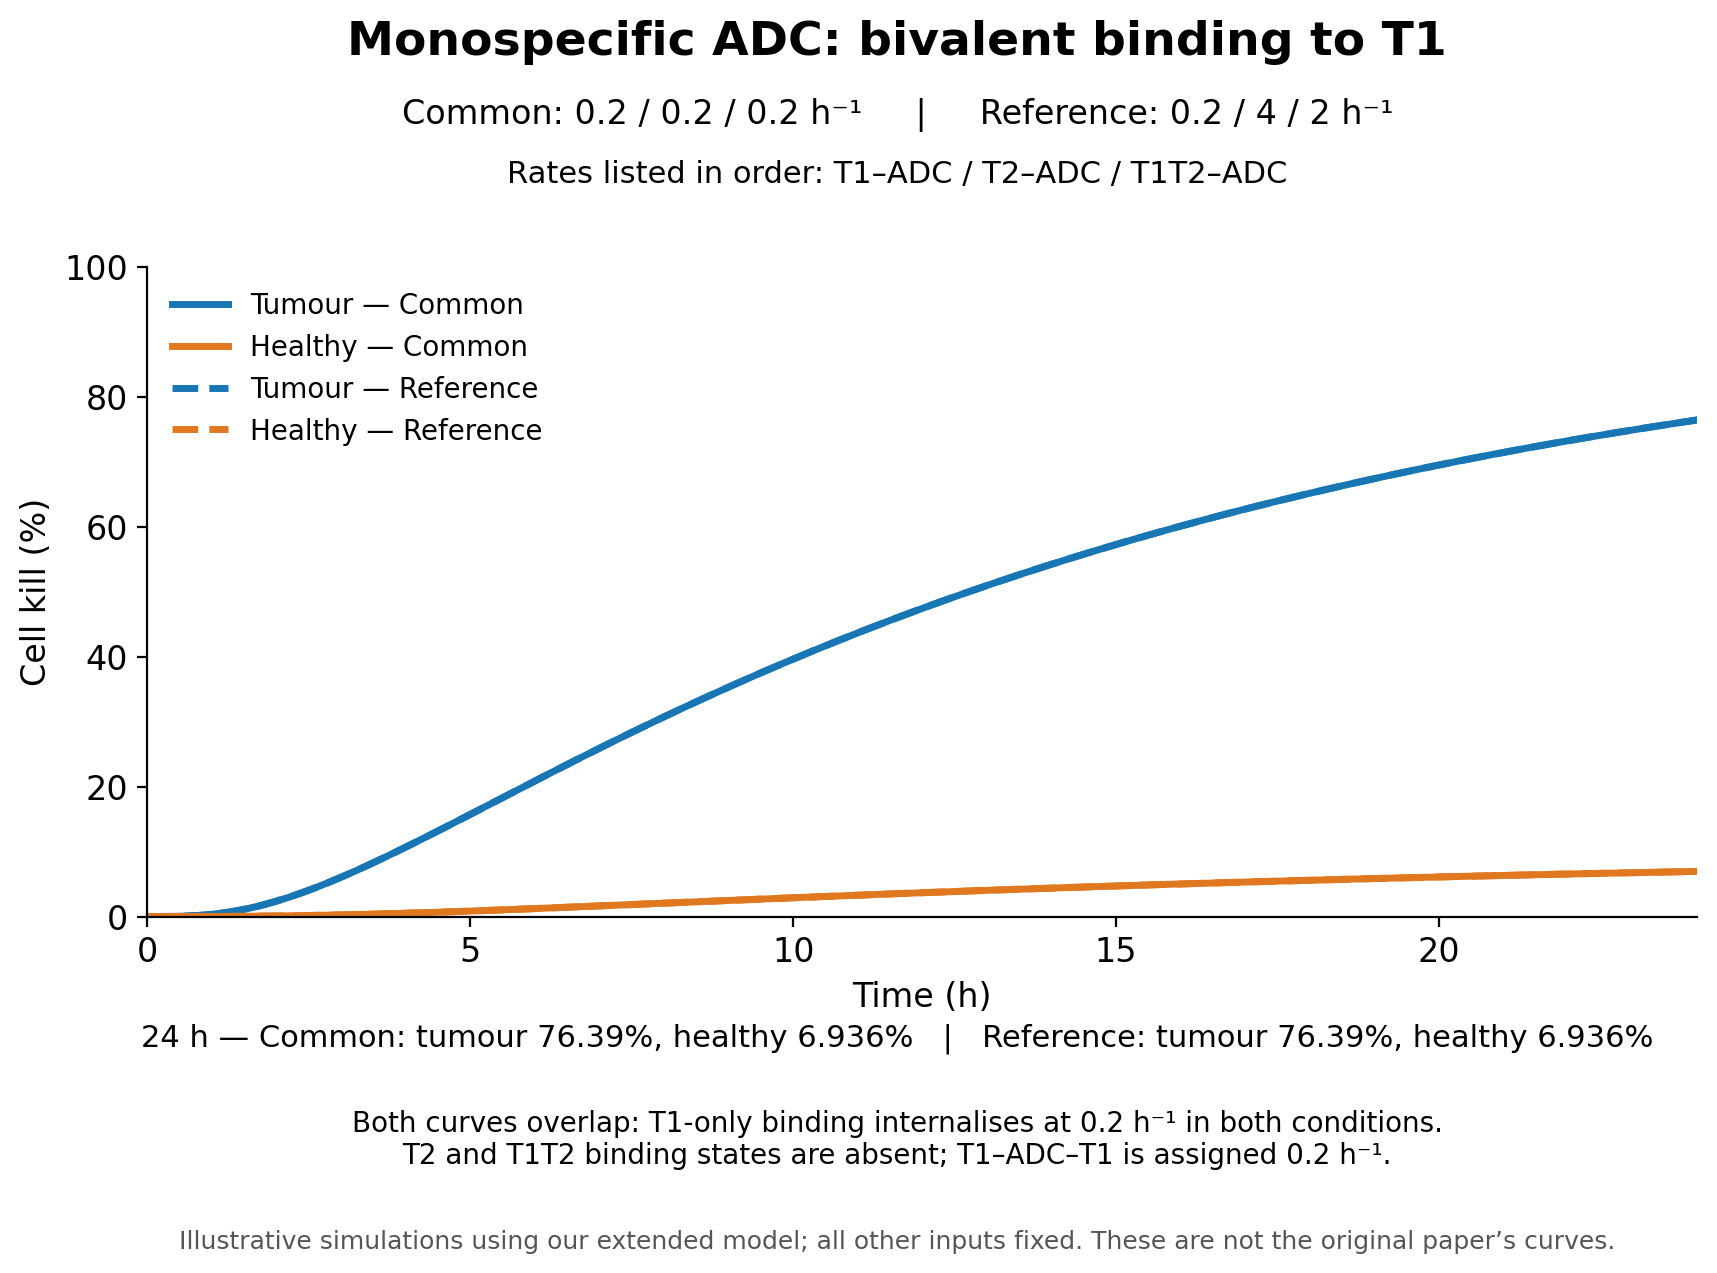 Monospecific ADC: bivalent binding to T1
Common: 0.2 / 0.2 / 0.2 h⁻¹ | Reference: 0.2 / 4 / 2 h⁻¹
Rates listed in order: T1–ADC / T2–ADC / T1T2–ADC
100
80
60
40
20
0
Cell kill (%)
Tumour — Common
Healthy — Common
Tumour — Reference
Healthy — Reference
0 5 10 15 20
Time (h)
24 h — Common: tumour 76.39%, healthy 6.936% | Reference: tumour 76.39%, healthy 6.936%
Both curves overlap: T1-only binding internalises at 0.2 h⁻¹ in both conditions.
T2 and T1T2 binding states are absent; T1–ADC–T1 is assigned 0.2 h⁻¹.
Illustrative simulations using our extended model; all other inputs fixed. These are not the original paper’s curves.